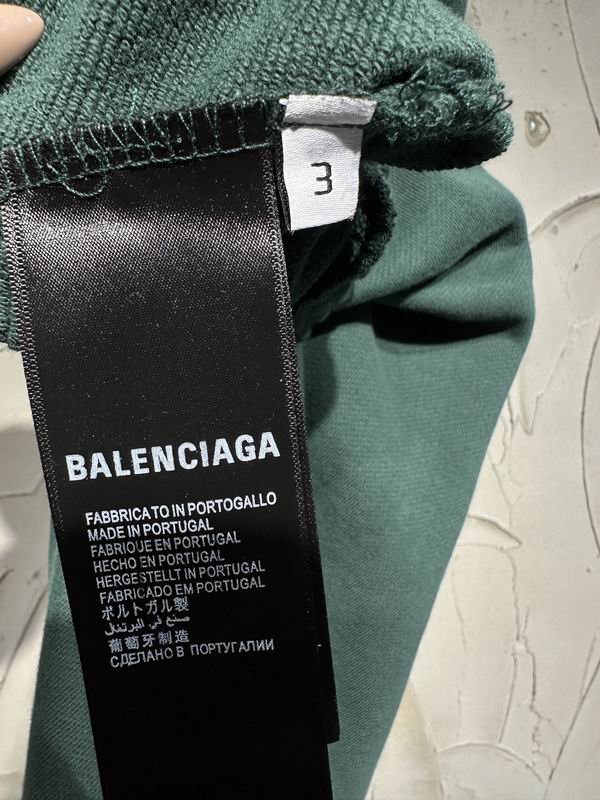 3
BALENCIAGA
FABBRICATO IN PORTOGALLO
MADE IN PORTUGAL
FABRIQUE EN PORTUGAL
HECHO EN PORTUGAL
HERGESTELLT IN PORTUGAL
FABRICADO EM PORTUGAL
ポルトガル製
صنع في البرتغال
葡萄牙制造
СДЕЛАНО В ПОРТУГАЛИИ